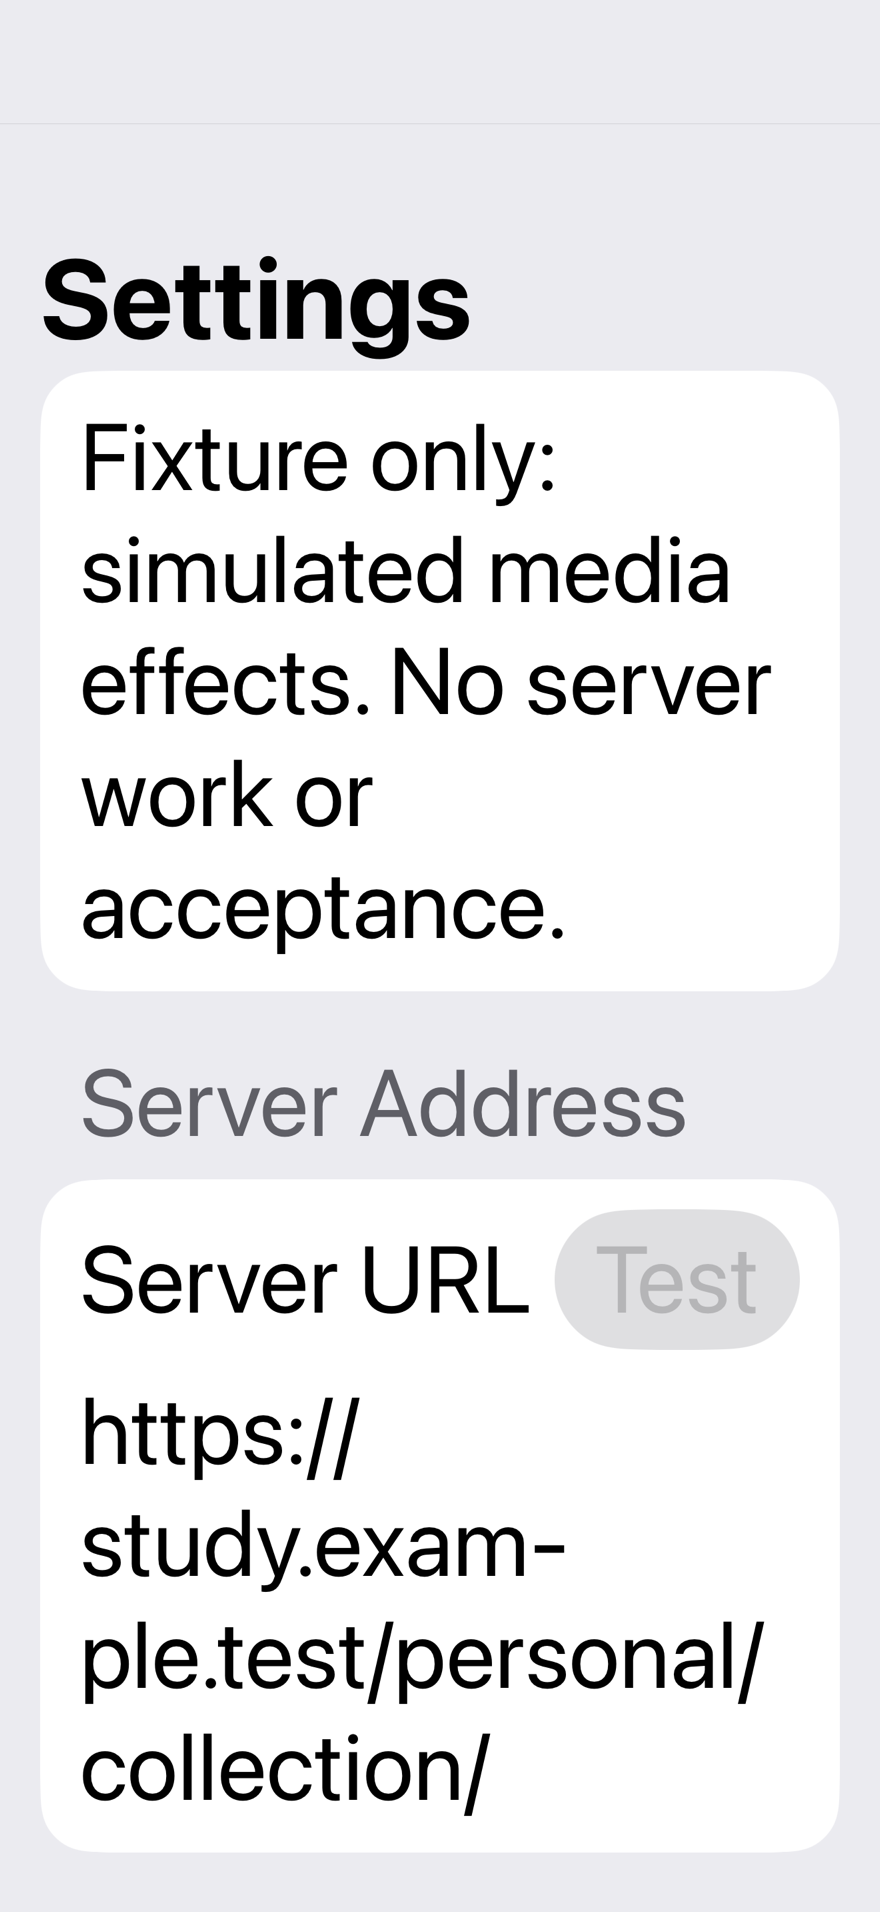 Settings
Fixture only:
simulated media
effects. No server
work or
acceptance.
Server Address
Server URL Test
https://
study.exam-
ple.test/personal/
collection/